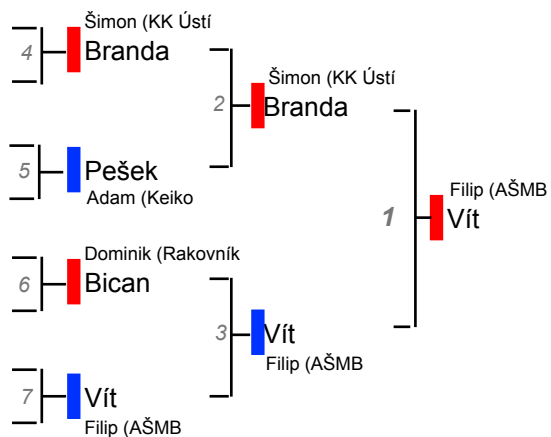 Šimon (KK Ústí
4
Branda
Šimon (KK Ústí
2
Branda
5
Pešek
Adam (Keiko
Filip (AŠMB
1
Vít
Dominik (Rakovník
6
Bican
3
Vít
Filip (AŠMB
7
Vít
Filip (AŠMB